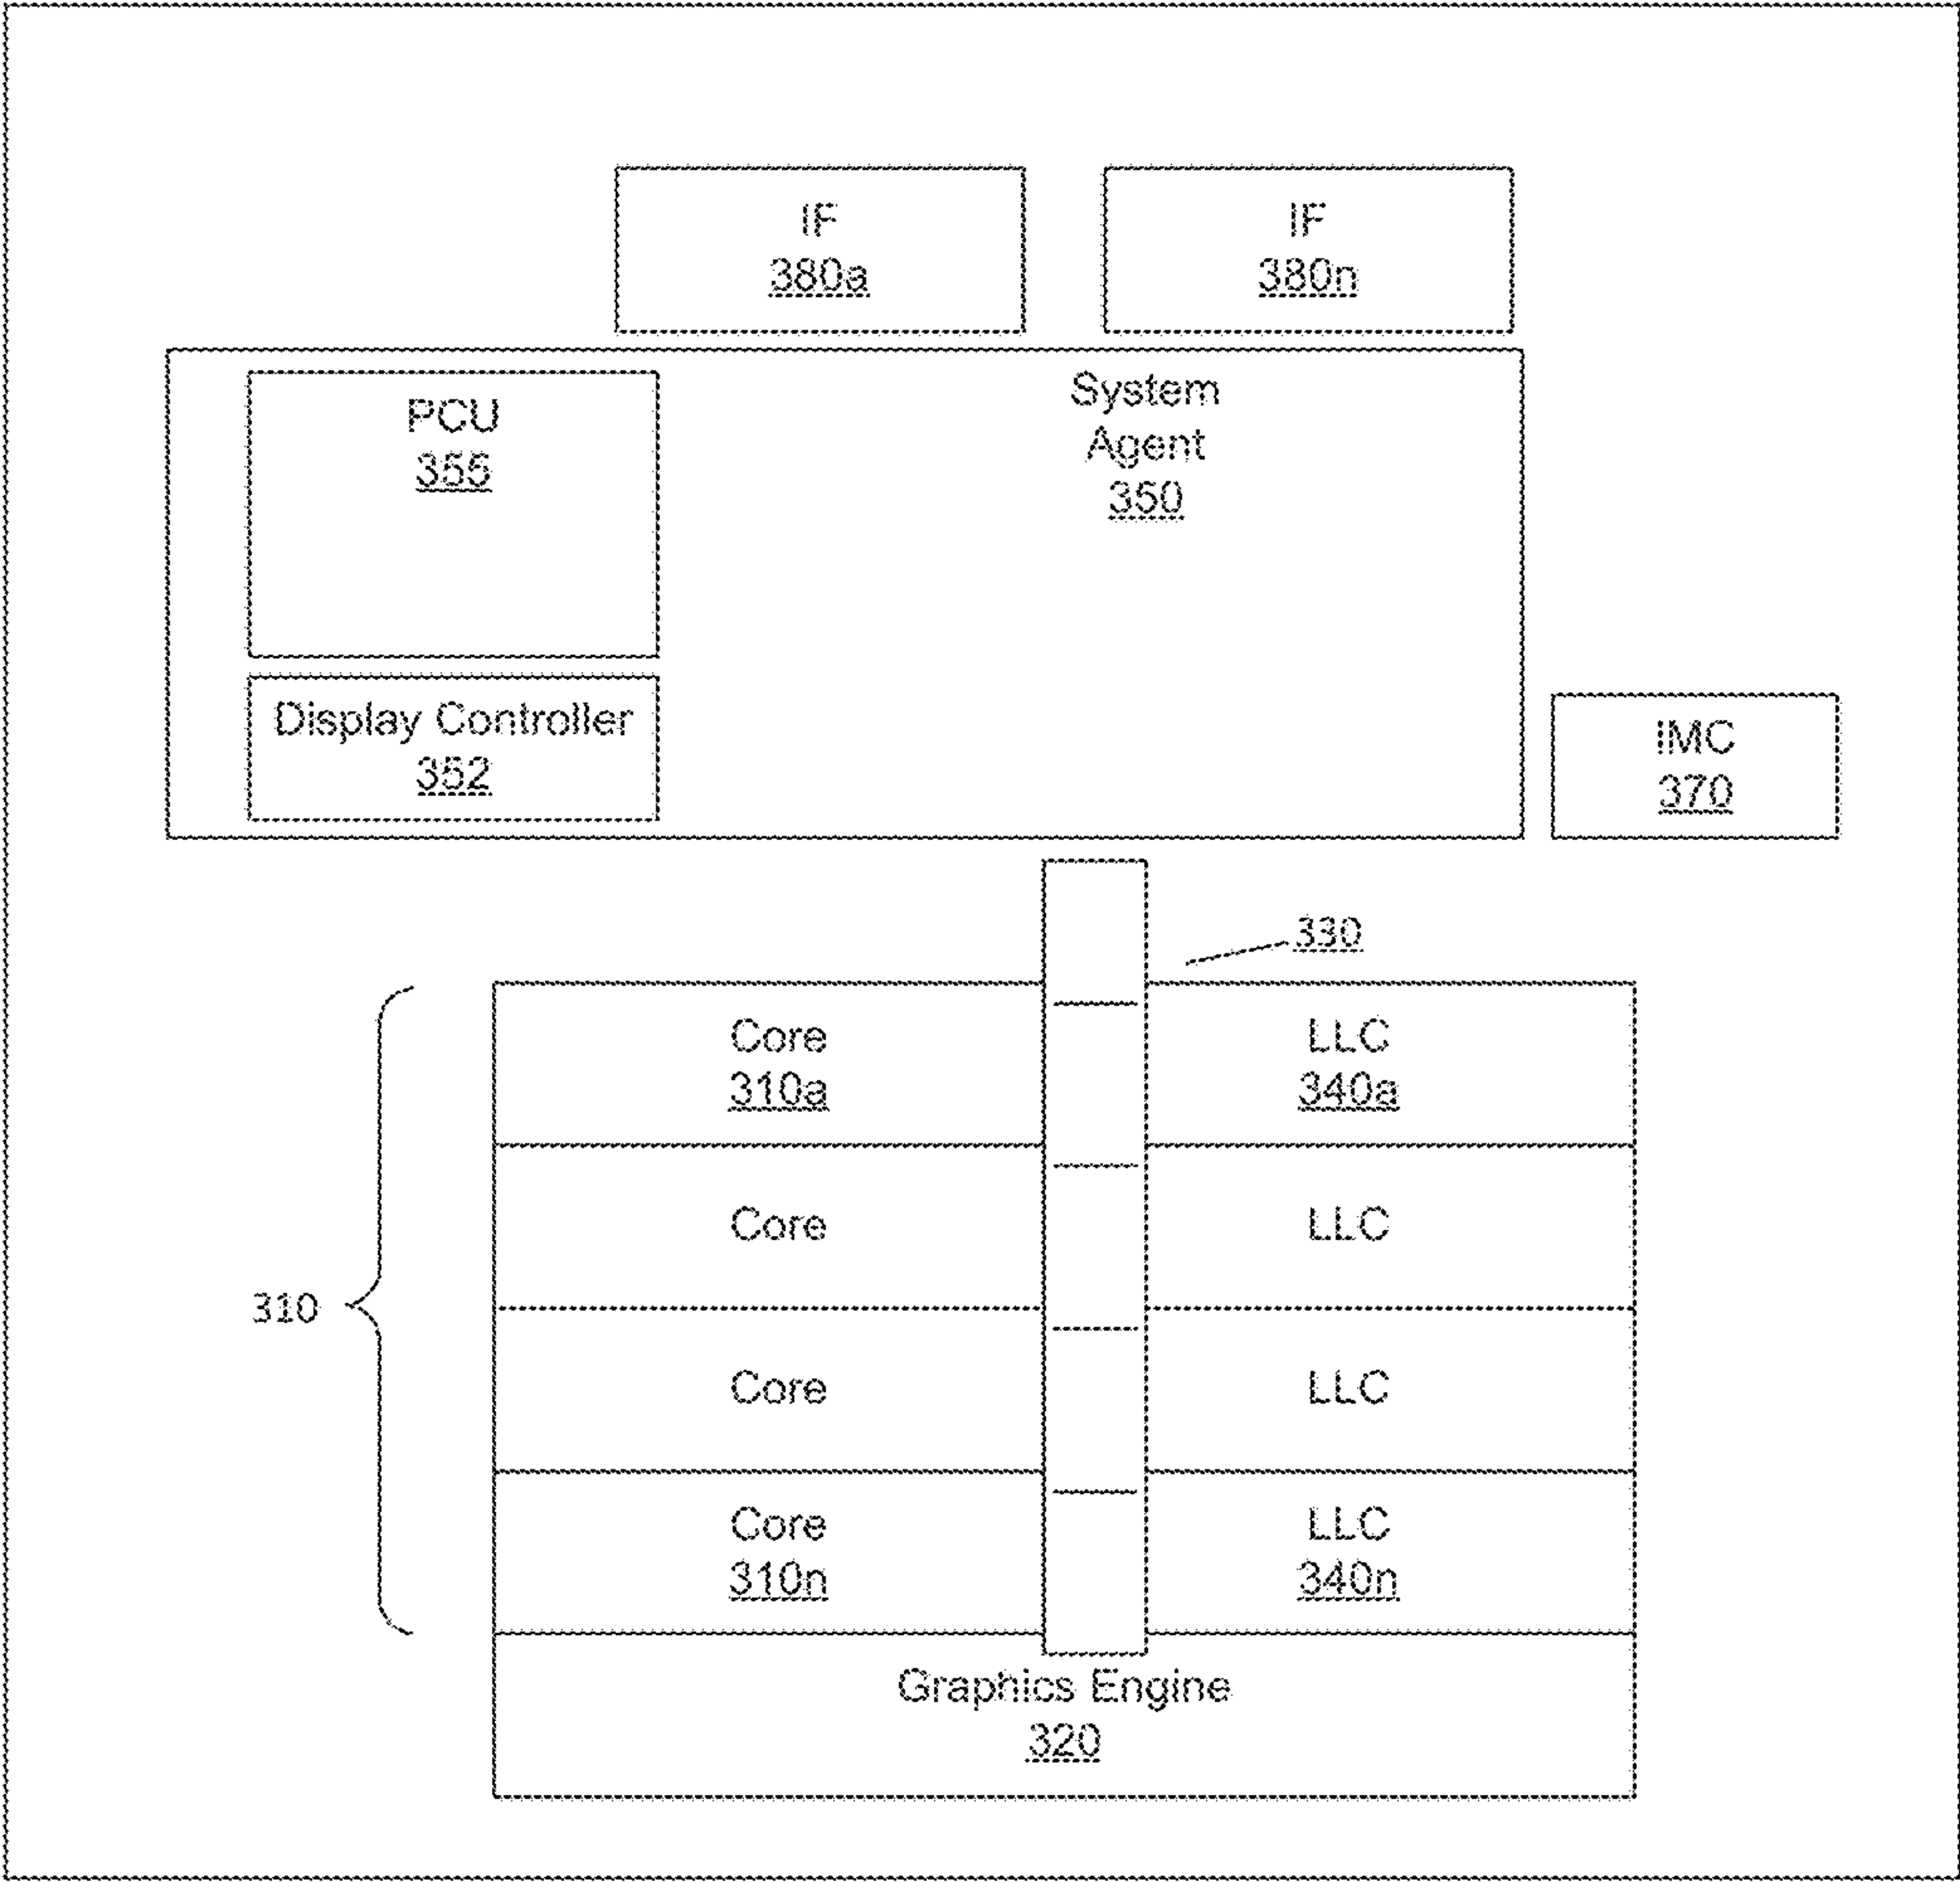 IF
380a
IF
380n
PCU
355
System
Agent
350
Display Controller
352
IMC
370
330
Core
310a
LLC
340a
Core
LLC
310
Core
LLC
Core
310n
LLC
340n
Graphics Engine
320